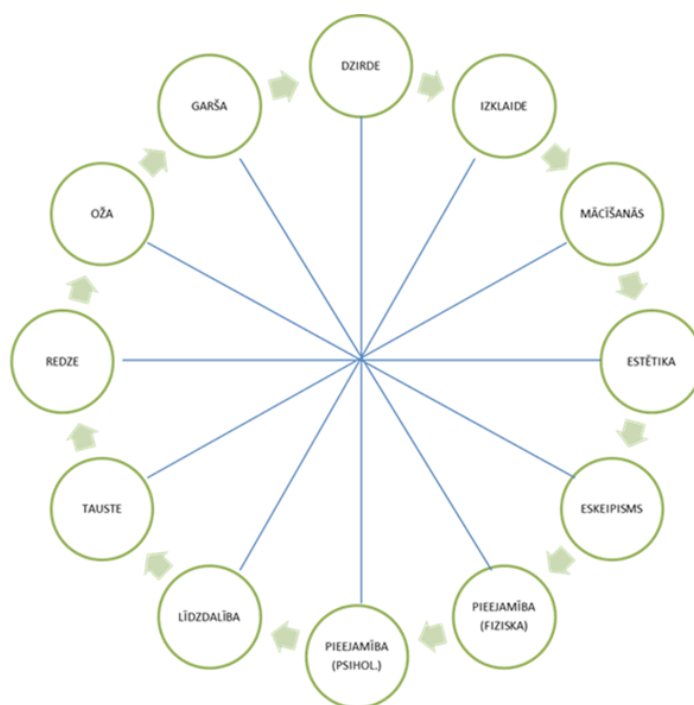 DZIRDE
IZKLAIDE
MĀCĪŠANĀS
ESTĒTIKA
ESKEIPISMS
PIEEJAMĪBA
(FIZISKA)
PIEEJAMĪBA
(PSIHOL.)
LĪDZDALĪBA
TAUSTE
REDZE
OŽA
GARŠA